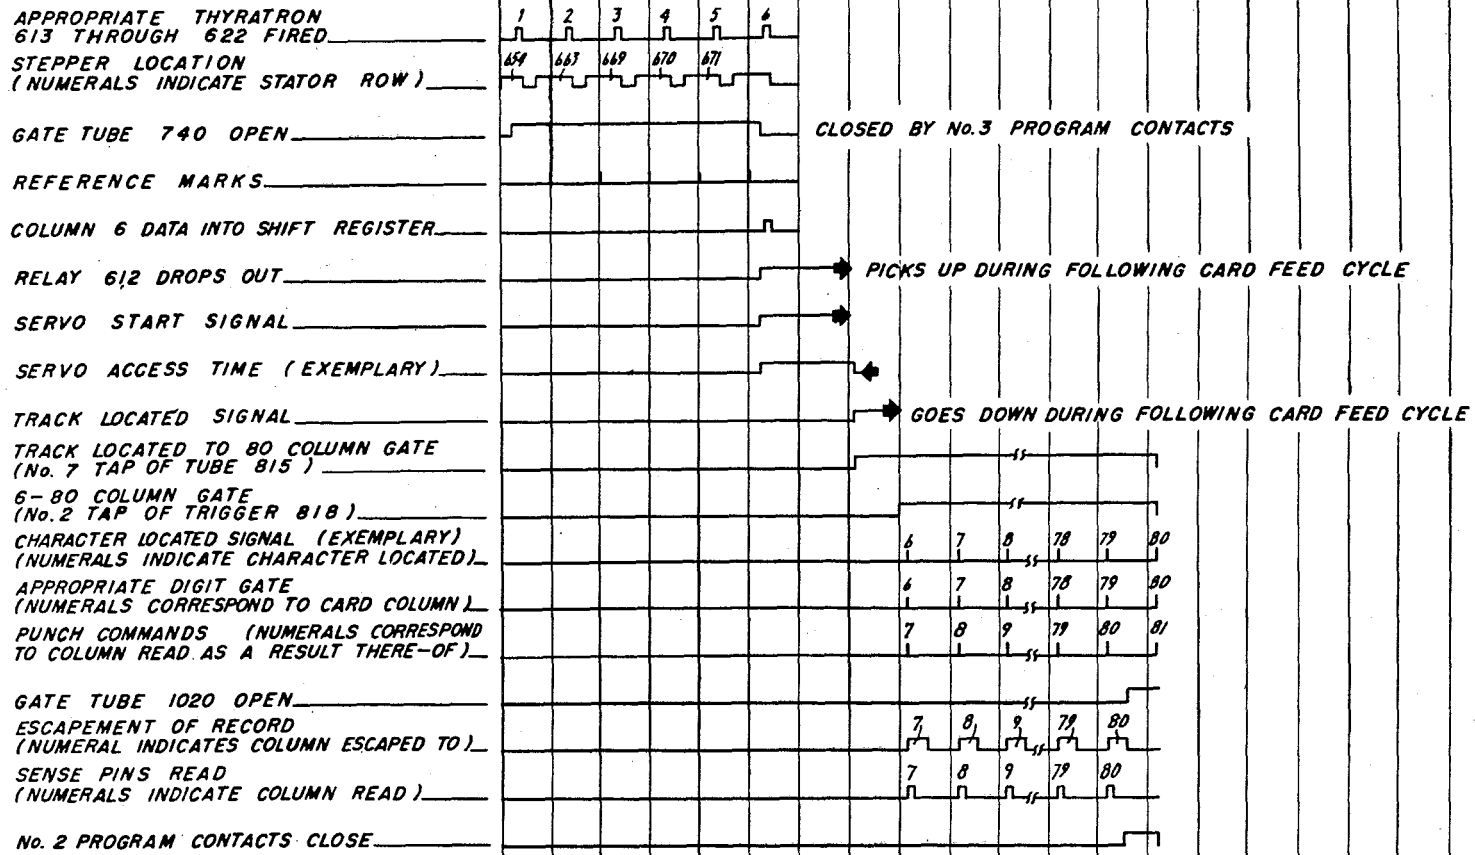 APPROPRIATE THYRATRON
613 THROUGH 622 FIRED
1 2 3 4 5 6
STEPPER LOCATION
(NUMERALS INDICATE STATOR ROW)
654 663 669 670 671
GATE TUBE 740 OPEN
CLOSED BY No.3 PROGRAM CONTACTS
REFERENCE MARKS
COLUMN 6 DATA INTO SHIFT REGISTER
RELAY 612 DROPS OUT
PICKS UP DURING FOLLOWING CARD FEED CYCLE
SERVO START SIGNAL
SERVO ACCESS TIME (EXEMPLARY)
TRACK LOCATED SIGNAL
GOES DOWN DURING FOLLOWING CARD FEED CYCLE
TRACK LOCATED TO 80 COLUMN GATE
(No. 7 TAP OF TUBE 815)
6-80 COLUMN GATE
(No.2 TAP OF TRIGGER 818)
CHARACTER LOCATED SIGNAL (EXEMPLARY)
(NUMERALS INDICATE CHARACTER LOCATED)
6 7 8 78 79 80
APPROPRIATE DIGIT GATE
(NUMERALS CORRESPOND TO CARD COLUMN)
6 7 8 78 79 80
PUNCH COMMANDS (NUMERALS CORRESPOND
TO COLUMN READ AS A RESULT THERE-OF)
7 8 9 79 80 81
GATE TUBE 1020 OPEN
ESCAPEMENT OF RECORD
(NUMERAL INDICATES COLUMN ESCAPED TO)
7 8 9 79 80
SENSE PINS READ
(NUMERALS INDICATE COLUMN READ)
7 8 9 79 80
No. 2 PROGRAM CONTACTS CLOSE